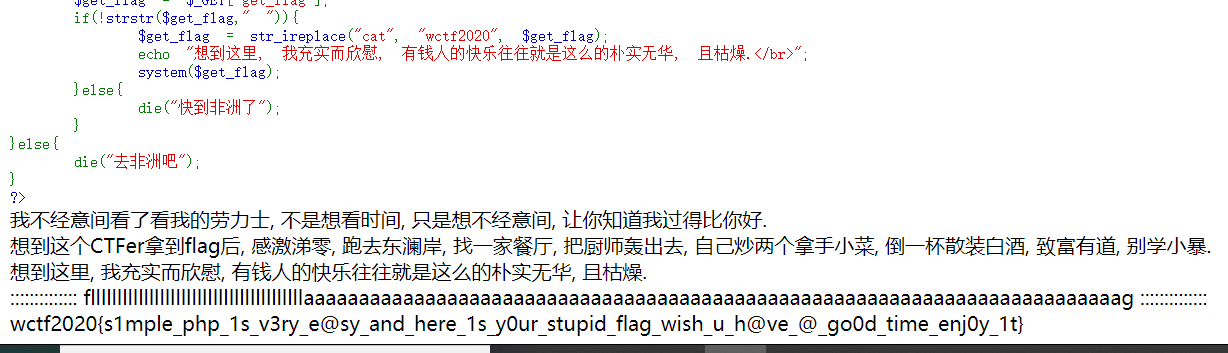 $get_flag = $_GET['get_flag'];
if(!strstr($get_flag," ")){
$get_flag = str_ireplace("cat", "wctf2020", $get_flag);
echo "想到这里, 我充实而欣慰, 有钱人的快乐往往就是这么的朴实无华, 且枯燥.</br>";
system($get_flag);
}else{
die("快到非洲了");
}
}else{
die("去非洲吧");
}
?>
我不经意间看了看我的劳力士, 不是想看时间, 只是想不经意间, 让你知道我过得比你好.
想到这个CTFer拿到flag后, 感激涕零, 跑去东澜岸, 找一家餐厅, 把厨师轰出去, 自己炒两个拿手小菜, 倒一杯散装白酒, 致富有道, 别学小暴.
想到这里, 我充实而欣慰, 有钱人的快乐往往就是这么的朴实无华, 且枯燥.
wctf2020{s1mple_php_1s_v3ry_e@sy_and_here_1s_y0ur_stupid_flag_wish_u_h@ve_@_go0d_time_enj0y_1t}